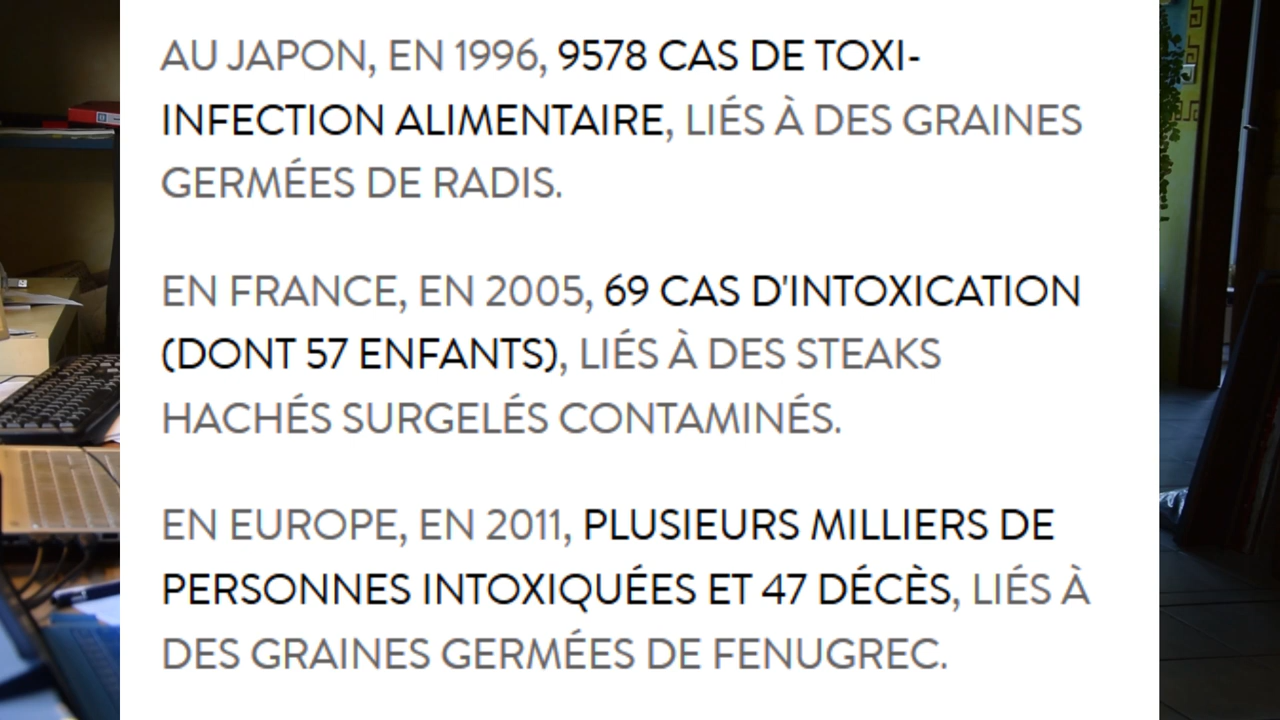 AU JAPON, EN 1996, 9578 CAS DE TOXI-
INFECTION ALIMENTAIRE, LIÉS À DES GRAINES
GERMÉES DE RADIS.
EN FRANCE, EN 2005, 69 CAS D'INTOXICATION
(DONT 57 ENFANTS), LIÉS À DES STEAKS
HACHÉS SURGELÉS CONTAMINÉS.
EN EUROPE, EN 2011, PLUSIEURS MILLIERS DE
PERSONNES INTOXIQUÉES ET 47 DÉCÈS, LIÉS À
DES GRAINES GERMÉES DE FENUGREC.